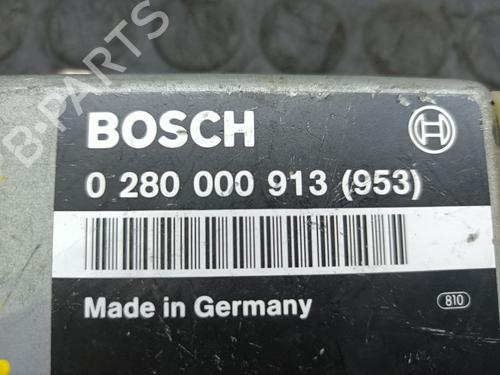 BOSCH
0 280 000 913 (953)
Made in Germany
810
B-PARTS